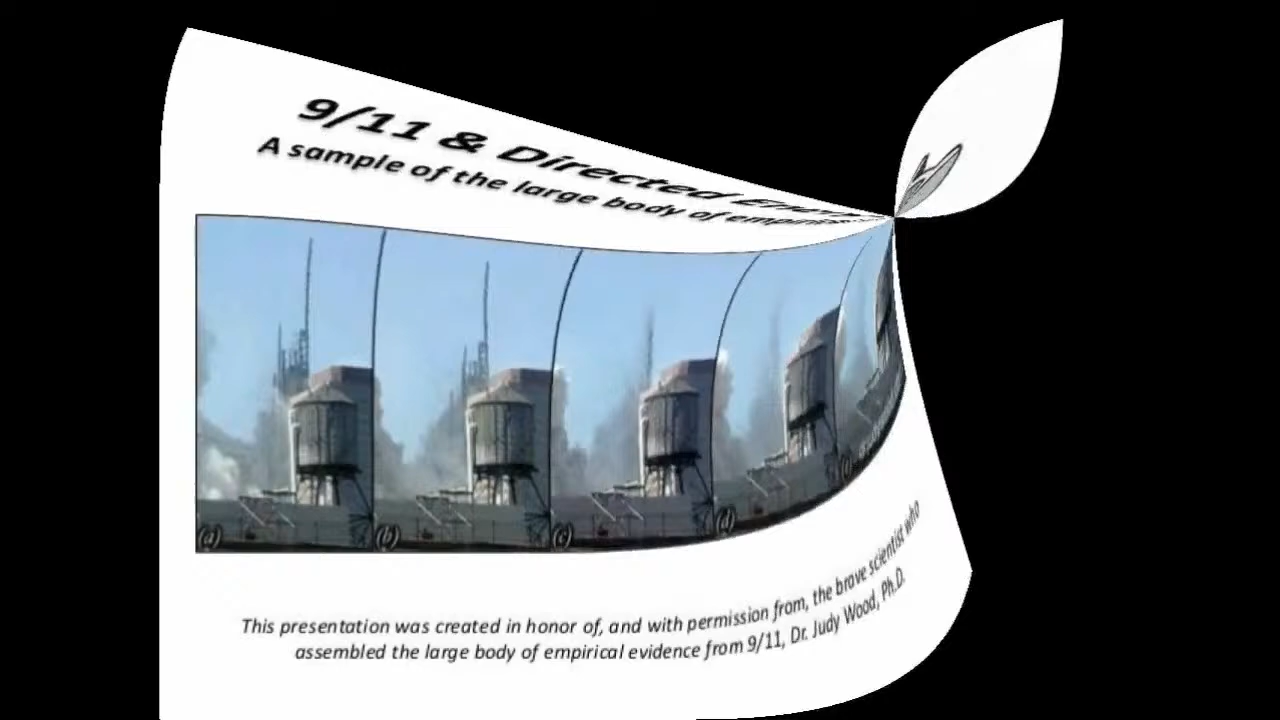 9/11 & Directed
A sample of the large body of
(a) (b) (c) (d) (e)
This presentation was created in honor of, and with permission from, the brave scientist who
assembled the large body of empirical evidence from 9/11, Dr. Judy Wood, Ph.D.